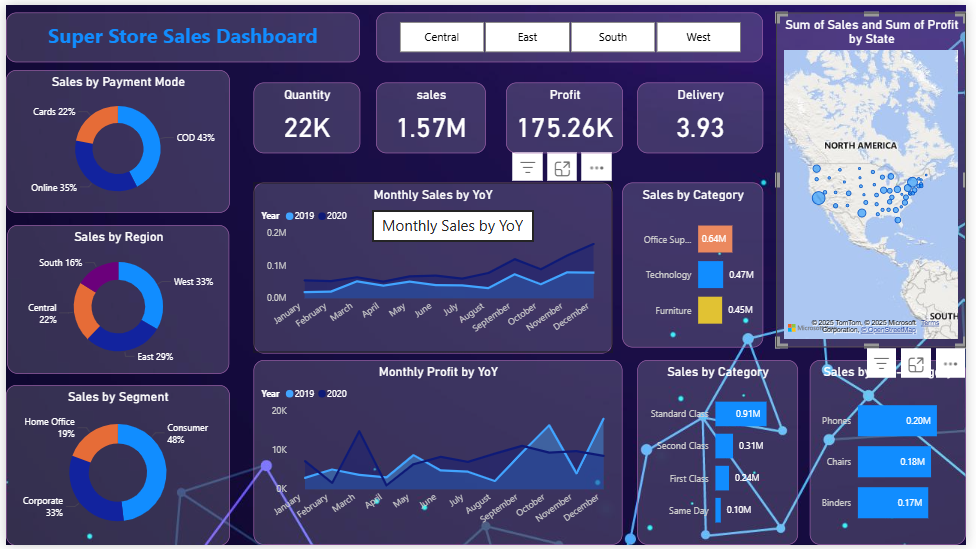 Super Store Sales Dashboard
Central
East
South
West
Sum of Sales and Sum of Profit
by State
NORTH AMERICA
SOUTH
Microsoft
© 2025 TomTom, © 2025 Microsoft
Corporation, © OpenStreetMap
Terms
Sales by Payment Mode
Cards 22%
COD 43%
Online 35%
Quantity
22K
sales
1.57M
Profit
175.26K
Delivery
3.93
Sales by Region
South 16%
West 33%
Central
22%
East 29%
Monthly Sales by YoY
Year 2019 2020
Monthly Sales by YoY
0.2M
0.1M
0.0M
January
February
March
April
May
June
July
August
September
October
November
December
Sales by Category
Office Sup...
0.64M
Technology
0.47M
Furniture
0.45M
Sales by Segment
Home Office
19%
Consumer
48%
Corporate
33%
Monthly Profit by YoY
Year 2019 2020
20K
10K
0K
January
February
March
April
May
June
July
August
September
October
November
December
Sales by Category
Standard Class
0.91M
Second Class
0.31M
First Class
0.24M
Same Day
0.10M
Sales by
Phones
0.20M
Chairs
0.18M
Binders
0.17M